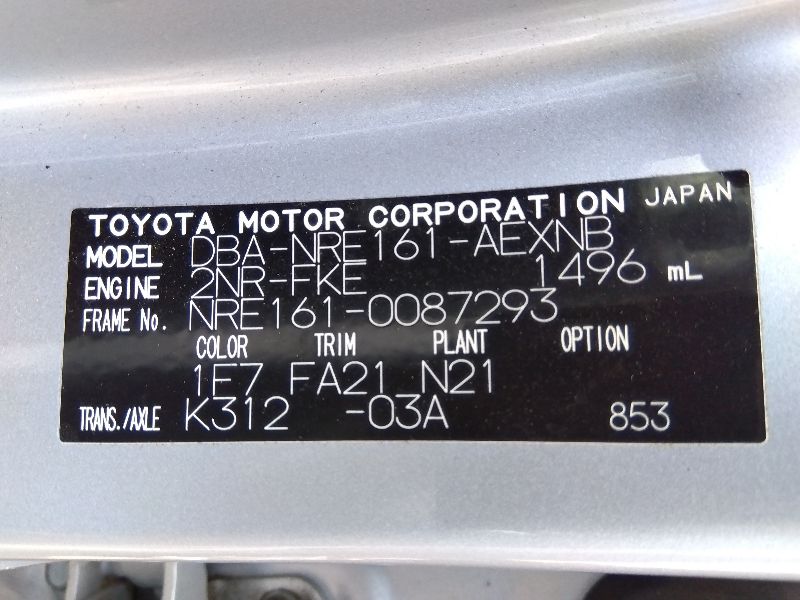 TOYOTA MOTOR CORPORATION JAPAN
MODEL DBA-NRE161-AEXNB
ENGINE 2NR-FKE 1496 mL
FRAME No. NRE161-0087293
COLOR TRIM PLANT OPTION
1E7 FA21 N21
TRANS./AXLE K312 -03A 853